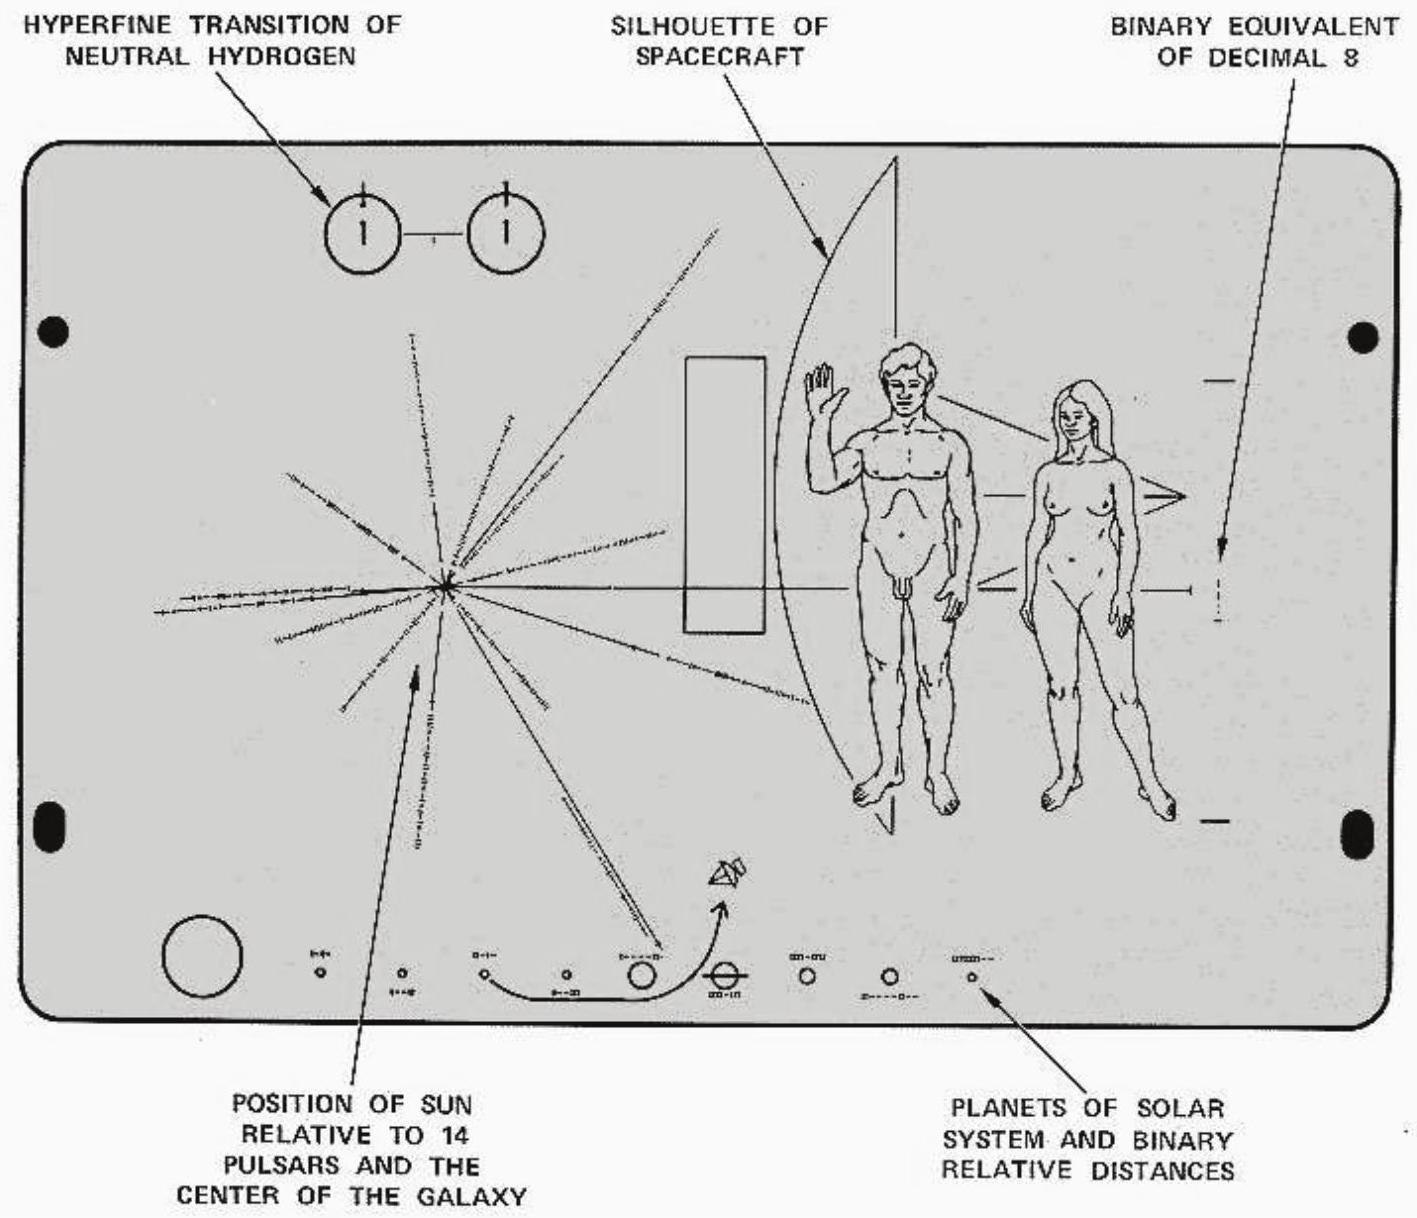 HYPERFINE TRANSITION OF
NEUTRAL HYDROGEN
SILHOUETTE OF
SPACECRAFT
BINARY EQUIVALENT
OF DECIMAL 8
1 1
POSITION OF SUN
RELATIVE TO 14
PULSARS AND THE
CENTER OF THE GALAXY
PLANETS OF SOLAR
SYSTEM AND BINARY
RELATIVE DISTANCES